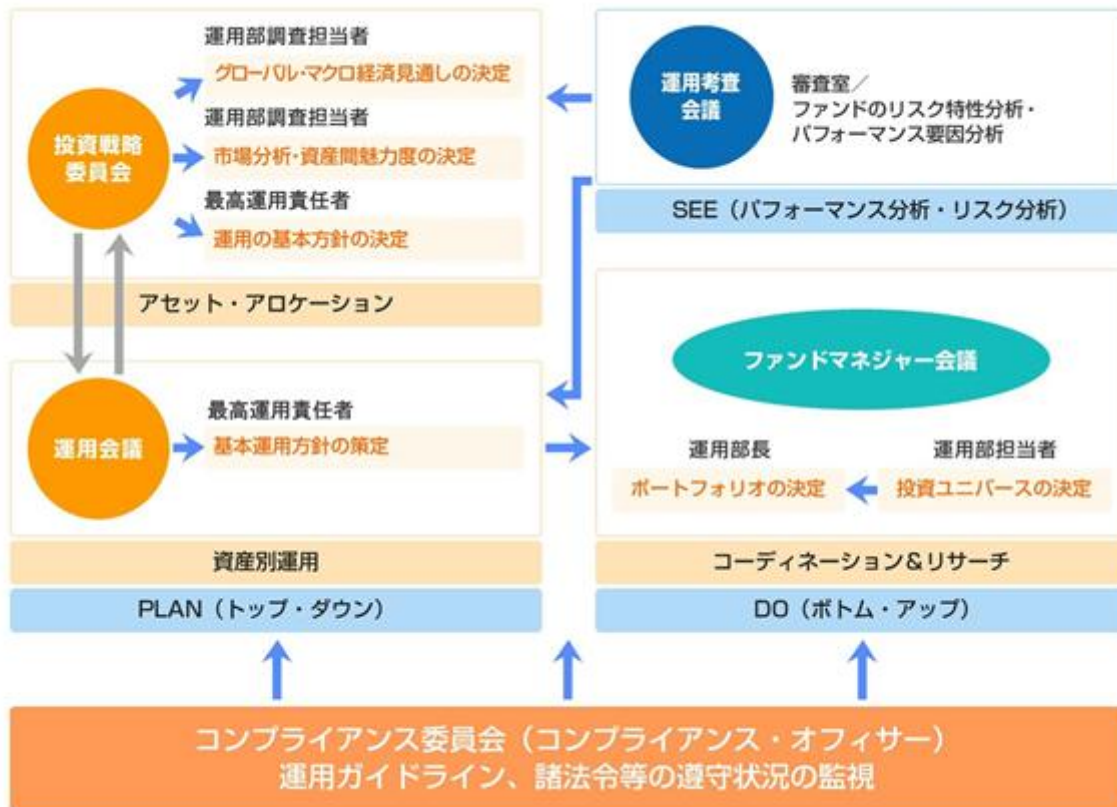 運用部調査担当者
グローバル・マクロ経済見通しの決定
投資戦略
委員会
運用部調査担当者
市場分析・資産間魅力度の決定
最高運用責任者
運用の基本方針の決定
アセット・アロケーション
運用考査
会議
審査室／
ファンドのリスク特性分析・
パフォーマンス要因分析
SEE（パフォーマンス分析・リスク分析）
運用会議
最高運用責任者
基本運用方針の策定
資産別運用
PLAN（トップ・ダウン）
ファンドマネジャー会議
運用部長
ポートフォリオの決定
運用部担当者
投資ユニバースの決定
コーディネーション＆リサーチ
DO（ボトム・アップ）
コンプライアンス委員会（コンプライアンス・オフィサー）
運用ガイドライン、諸法令等の遵守状況の監視